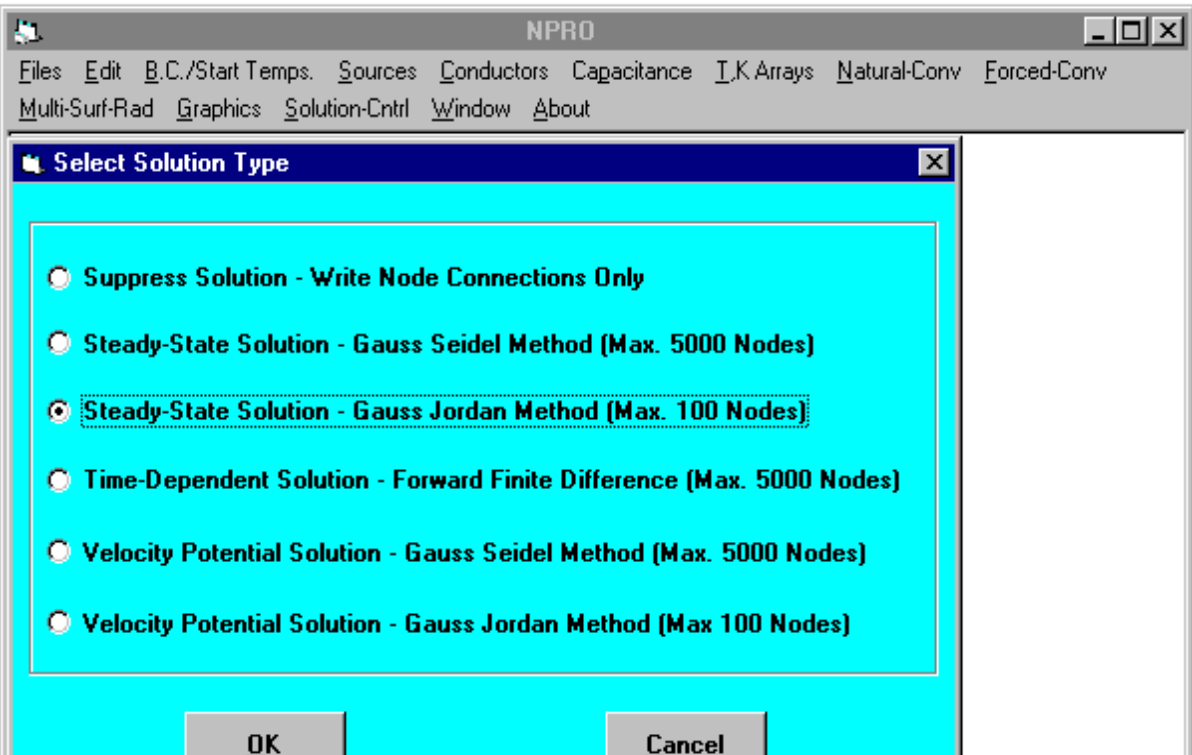 NPRO
Files Edit B.C./Start Temps. Sources Conductors Capacitance T,K Arrays Natural-Conv Forced-Conv
Multi-Surf-Rad Graphics Solution-Cntrl Window About
Select Solution Type
Suppress Solution - Write Node Connections Only
Steady-State Solution - Gauss Seidel Method (Max. 5000 Nodes)
Steady-State Solution - Gauss Jordan Method (Max. 100 Nodes)
Time-Dependent Solution - Forward Finite Difference (Max. 5000 Nodes)
Velocity Potential Solution - Gauss Seidel Method (Max. 5000 Nodes)
Velocity Potential Solution - Gauss Jordan Method (Max 100 Nodes)
OK Cancel